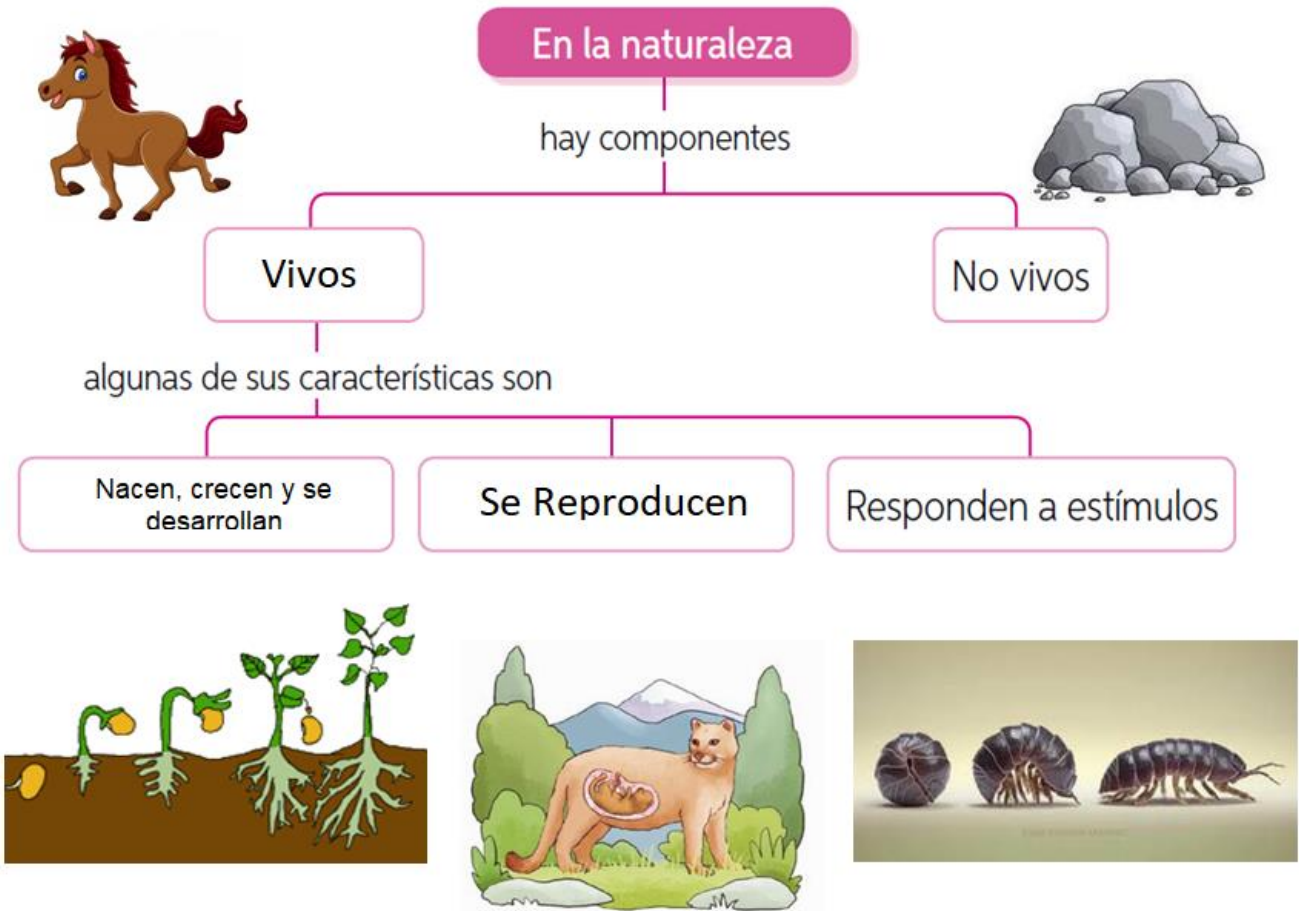 En la naturaleza
hay componentes
Vivos
No vivos
algunas de sus características son
Nacen, crecen y se
desarrollan
Se Reproducen
Responden a estímulos